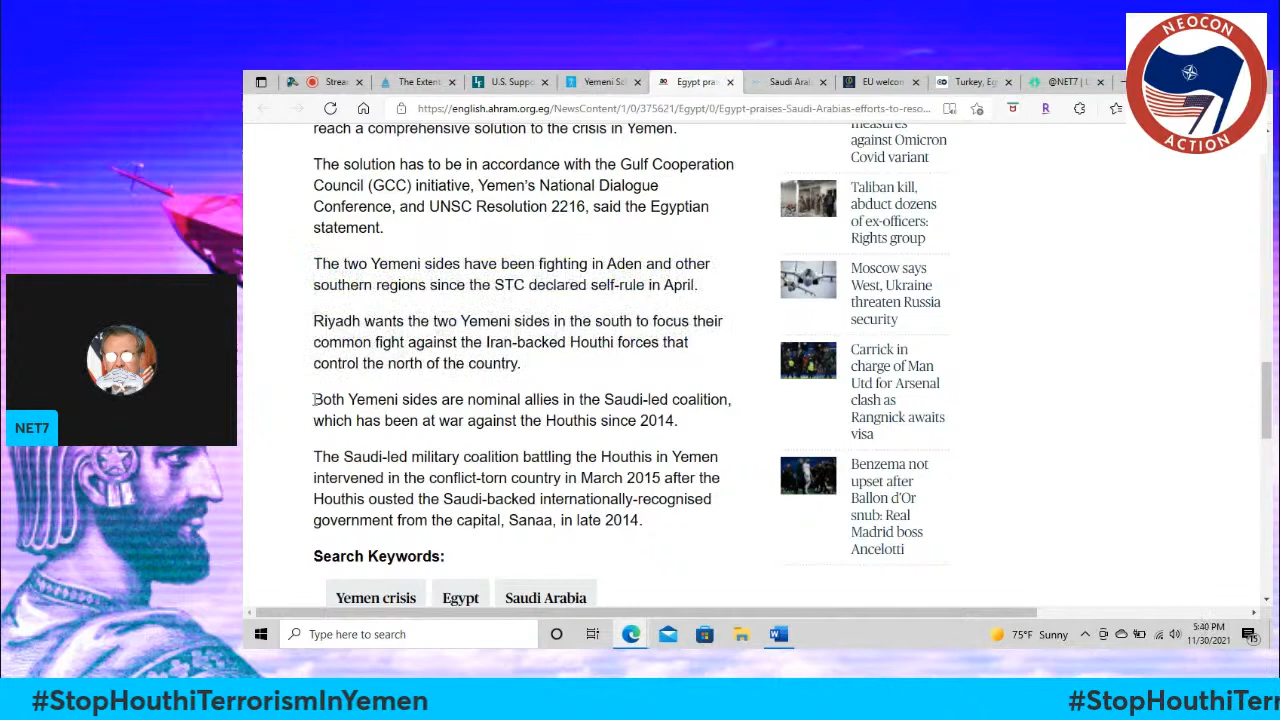 NEOCON
ACTION
Strea
The Exten
U.S. Suppo
Yemeni Si
Egypt pra
Saudi Ara
EU welcon
Turkey, Eg
@NET7 | L
https://english.ahram.org.eg/NewsContent/1/0/375621/Egypt/0/Egypt-praises-Saudi-Arabias-efforts-to-reso...
reach a comprehensive solution to the crisis in Yemen.
The solution has to be in accordance with the Gulf Cooperation
Council (GCC) initiative, Yemen's National Dialogue
Conference, and UNSC Resolution 2216, said the Egyptian
statement.
The two Yemeni sides have been fighting in Aden and other
southern regions since the STC declared self-rule in April.
Riyadh wants the two Yemeni sides in the south to focus their
common fight against the Iran-backed Houthi forces that
control the north of the country.
Both Yemeni sides are nominal allies in the Saudi-led coalition,
which has been at war against the Houthis since 2014.
The Saudi-led military coalition battling the Houthis in Yemen
intervened in the conflict-torn country in March 2015 after the
Houthis ousted the Saudi-backed internationally-recognised
government from the capital, Sanaa, in late 2014.
Search Keywords:
Yemen crisis
Egypt
Saudi Arabia
measures
against Omicron
Covid variant
Taliban kill,
abduct dozens
of ex-officers:
Rights group
Moscow says
West, Ukraine
threaten Russia
security
Carrick in
charge of Man
Utd for Arsenal
clash as
Rangnick awaits
visa
Benzema not
upset after
Ballon d'Or
snub: Real
Madrid boss
Ancelotti
NET7
Type here to search
75°F Sunny
5:40 PM
11/30/2021
15
#StopHouthiTerrorismInYemen
#StopHouthiTerr